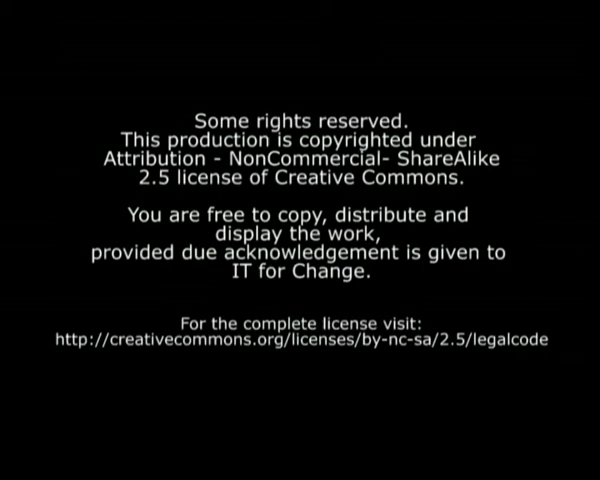 Some rights reserved.
This production is copyrighted under
Attribution - NonCommercial- ShareAlike
2.5 license of Creative Commons.
You are free to copy, distribute and
display the work,
provided due acknowledgement is given to
IT for Change.
For the complete license visit:
http://creativecommons.org/licenses/by-nc-sa/2.5/legalcode